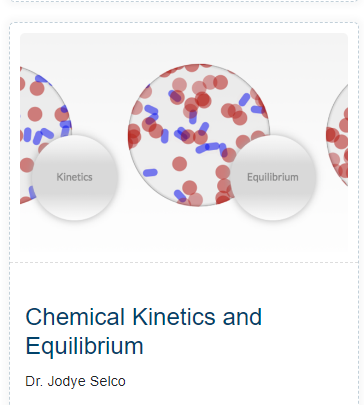 Kinetics
Equilibrium
Chemical Kinetics and
Equilibrium
Dr. Jodye Selco